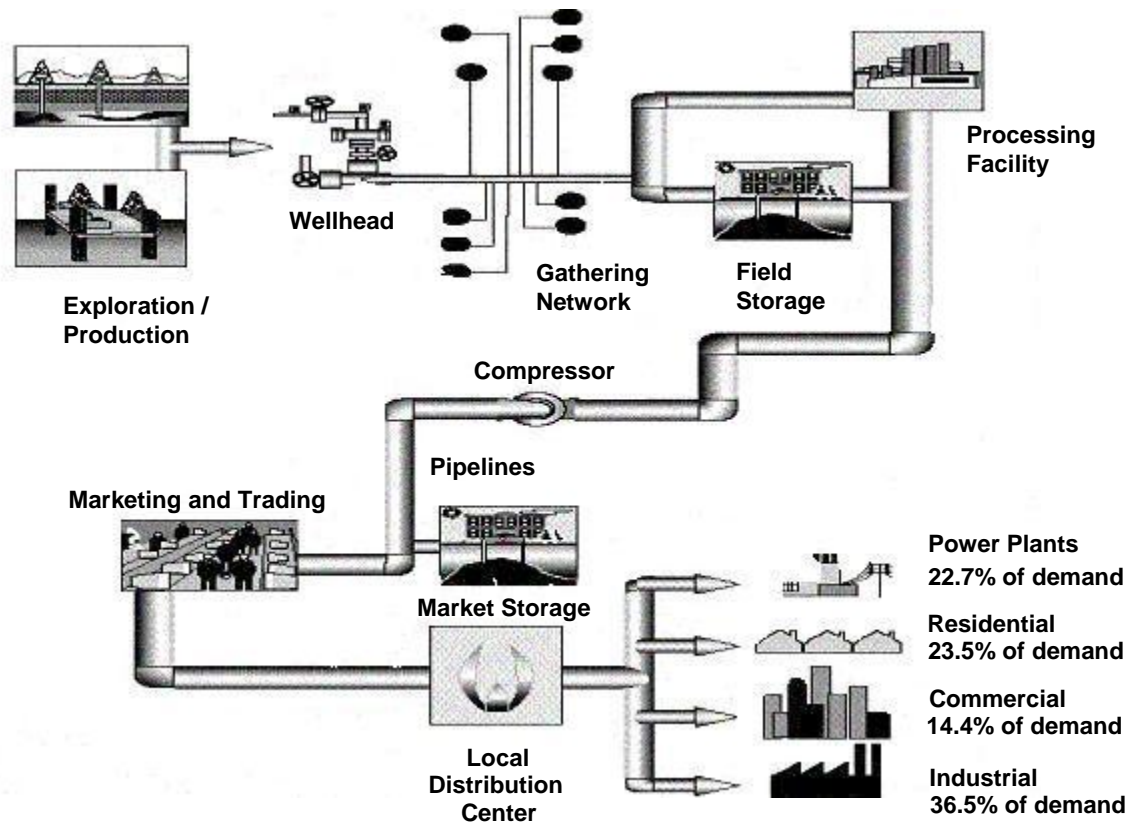 Processing
Facility
Wellhead
Gathering
Network
Field
Storage
Exploration /
Production
Compressor
Pipelines
Marketing and Trading
Market Storage
Power Plants
22.7% of demand
Residential
23.5% of demand
Commercial
14.4% of demand
Local
Distribution
Center
Industrial
36.5% of demand